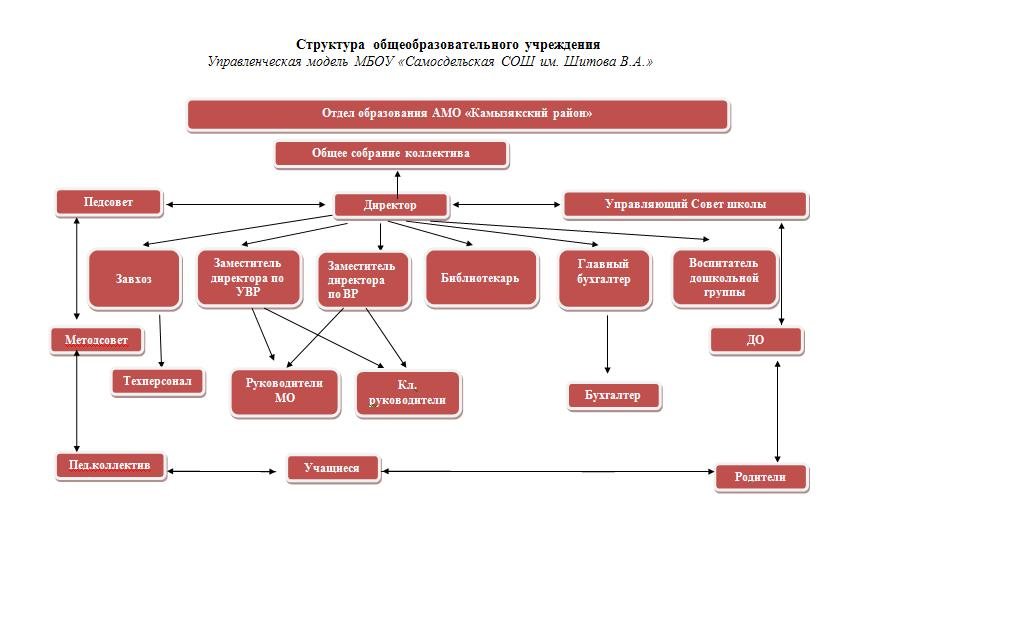 Структура общеобразовательного учреждения
Управленческая модель МБОУ «Самосдельская СОШ им. Шитова В.А.»
Отдел образования АМО «Камызякский район»
Общее собрание коллектива
Педсовет
Директор
Управляющий Совет школы
Завхоз
Заместитель
директора по
УВР
Заместитель
директора
по ВР
Библиотекарь
Главный
бухгалтер
Воспитатель
дошкольной
группы
Методсовет
ДО
Техперсонал
Руководители
МО
Кл.
руководители
Бухгалтер
Пед.коллектив
Учащиеся
Родители